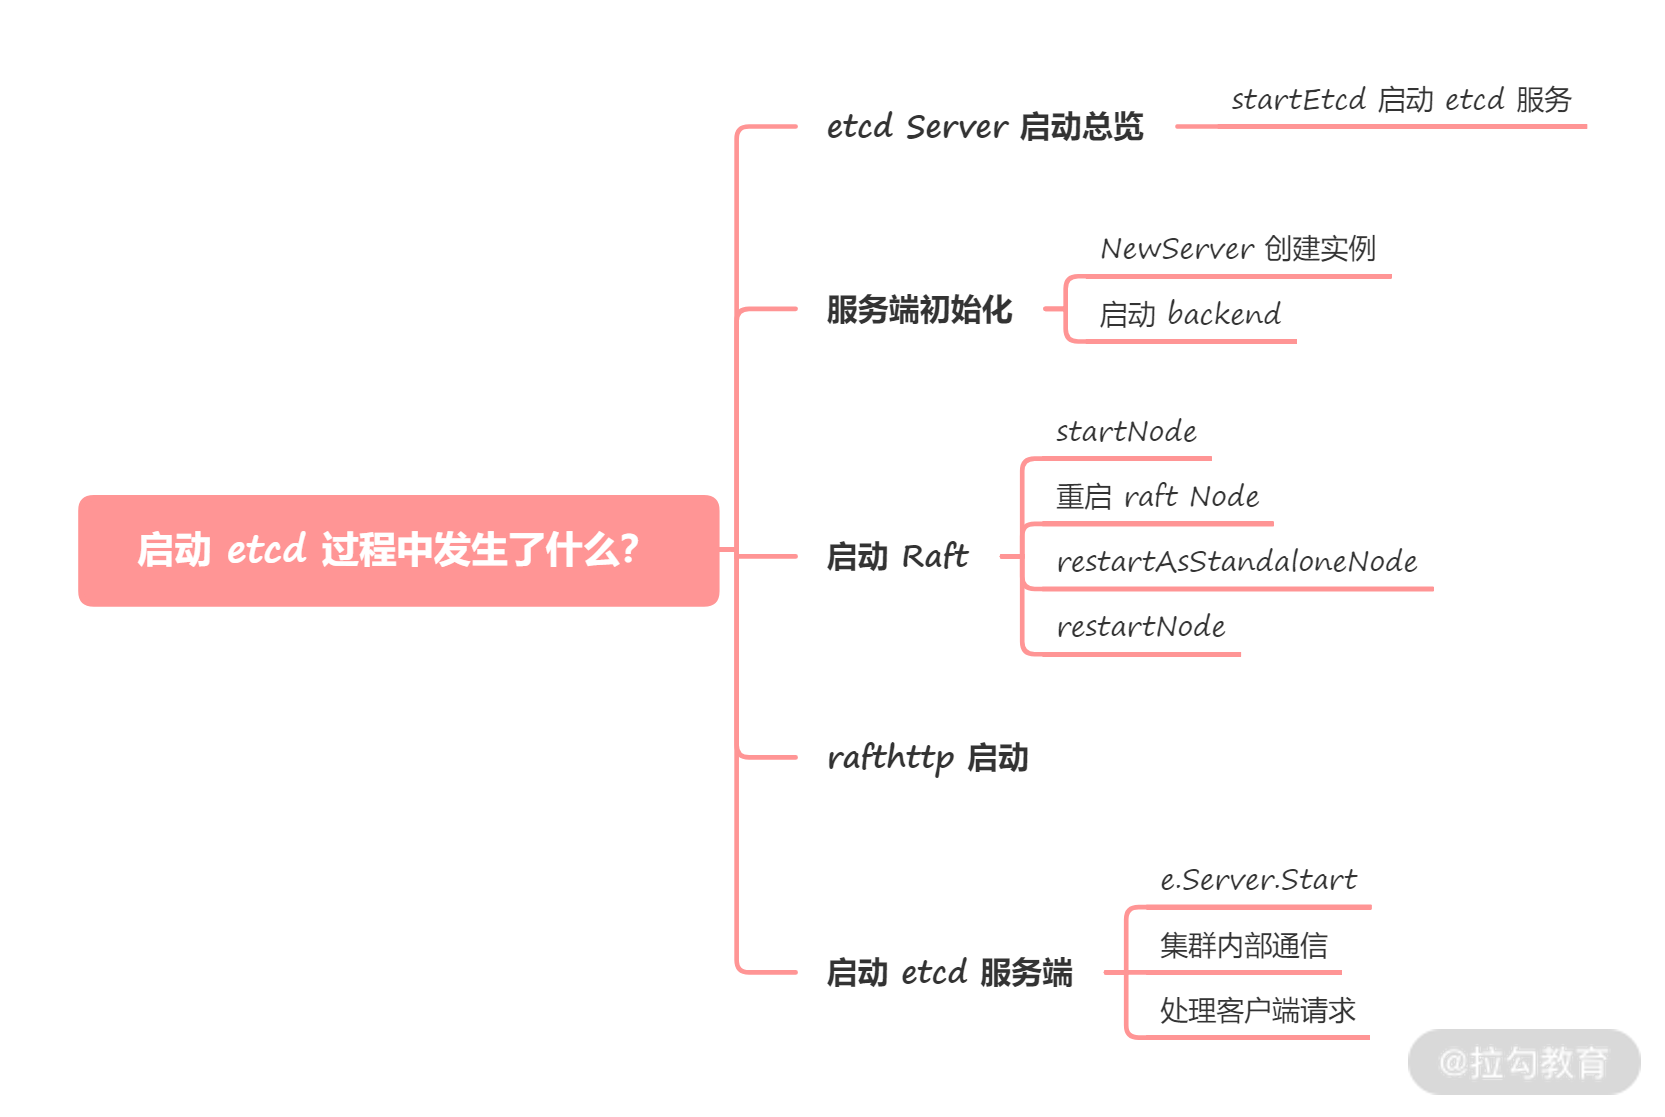 启动 etcd 过程中发生了什么？
etcd Server 启动总览
startEtcd 启动 etcd 服务
服务端初始化
NewServer 创建实例
启动 backend
启动 Raft
startNode
重启 raft Node
restartAsStandaloneNode
restartNode
rafthttp 启动
启动 etcd 服务端
e.Server.Start
集群内部通信
处理客户端请求
@拉勾教育